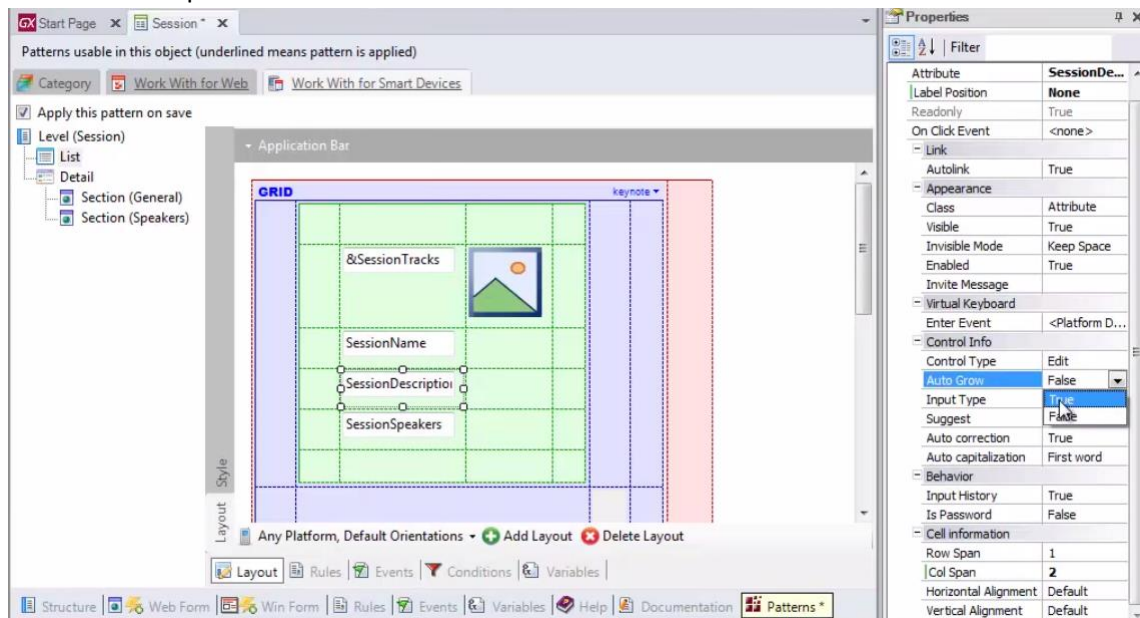 GX Start Page X Session * X
Patterns usable in this object (underlined means pattern is applied)
Category Work With for Web Work With for Smart Devices
Apply this pattern on save
Level (Session)
List
Detail
Section (General)
Section (Speakers)
Application Bar
GRID keynote
&SessionTracks
SessionName
SessionDescription
SessionSpeakers
Style
Layout
Any Platform, Default Orientations Add Layout Delete Layout
Layout Rules Events Conditions Variables
Structure Web Form Win Form Rules Events Variables Help Documentation Patterns *
Properties
Filter
Attribute SessionDe...
Label Position None
Readonly True
On Click Event <none>
Link
Autolink True
Appearance
Class Attribute
Visible True
Invisible Mode Keep Space
Enabled True
Invite Message
Virtual Keyboard
Enter Event <Platform D...
Control Info
Control Type Edit
Auto Grow False
Input Type True
Suggest False
Auto correction True
Auto capitalization First word
Behavior
Input History True
Is Password False
Cell information
Row Span 1
Col Span 2
Horizontal Alignment Default
Vertical Alignment Default